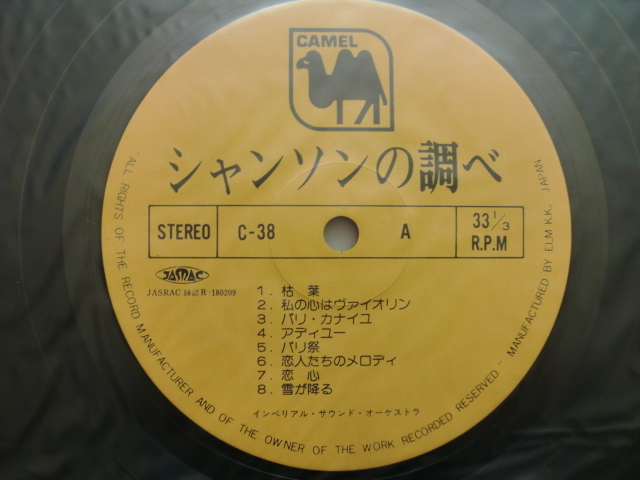 CAMEL
シャンソンの調べ
STEREO
C-38
A
33 1/3
R.P.M
JASRAC
JASRAC 録認R 180209
1. 枯 葉
2. 私の心はヴァイオリン
3. パリ・カナイユ
4. アディユー
5. パリ祭
6. 恋人たちのメロディ
7. 恋 心
8. 雪が降る
インペリアル・サウンド・オーケストラ
"ALL RIGHTS OF THE RECORD MANUFACTURER AND OF THE OWNER OF THE WORK RECORDED RESERVED." MANUFACTURED BY ELM K.K., JAPAN